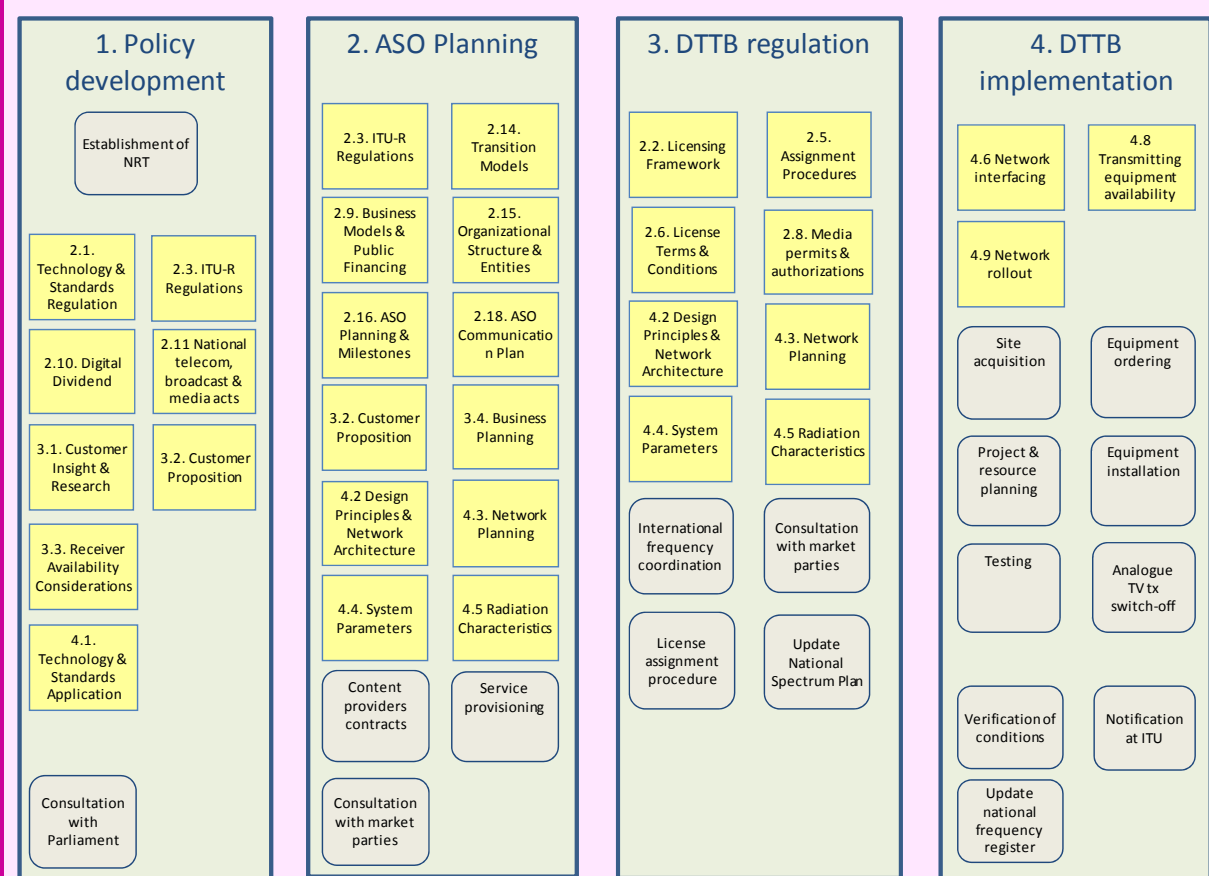 1. Policy
development
Establishment of
NRT
2.1.
Technology &
Standards
Regulation
2.3. ITU-R
Regulations
2.10. Digital
Dividend
2.11 National
telecom,
broadcast &
media acts
3.1. Customer
Insight &
Research
3.2. Customer
Proposition
3.3. Receiver
Availability
Considerations
4.1.
Technology &
Standards
Application
Consultation
with
Parliament
2. ASO Planning
2.3. ITU-R
Regulations
2.14.
Transition
Models
2.9. Business
Models &
Public
Financing
2.15.
Organizational
Structure &
Entities
2.16. ASO
Planning &
Milestones
2.18. ASO
Communicatio
n Plan
3.2. Customer
Proposition
3.4. Business
Planning
4.2 Design
Principles &
Network
Architecture
4.3. Network
Planning
4.4. System
Parameters
4.5 Radiation
Characteristics
Content
providers
contracts
Service
provisioning
Consultation
with market
parties
3. DTTB regulation
2.2. Licensing
Framework
2.5.
Assignment
Procedures
2.6. License
Terms &
Conditions
2.8. Media
permits &
authorizations
4.2 Design
Principles &
Network
Architecture
4.3. Network
Planning
4.4. System
Parameters
4.5 Radiation
Characteristics
International
frequency
coordination
Consultation
with market
parties
License
assignment
procedure
Update
National
Spectrum Plan
4. DTTB
implementation
4.6 Network
interfacing
4.8
Transmitting
equipment
availability
4.9 Network
rollout
Site
acquisition
Equipment
ordering
Project &
resource
planning
Equipment
installation
Testing
Analogue
TV tx
switch-off
Verification of
conditions
Notification
at ITU
Update
national
frequency
register